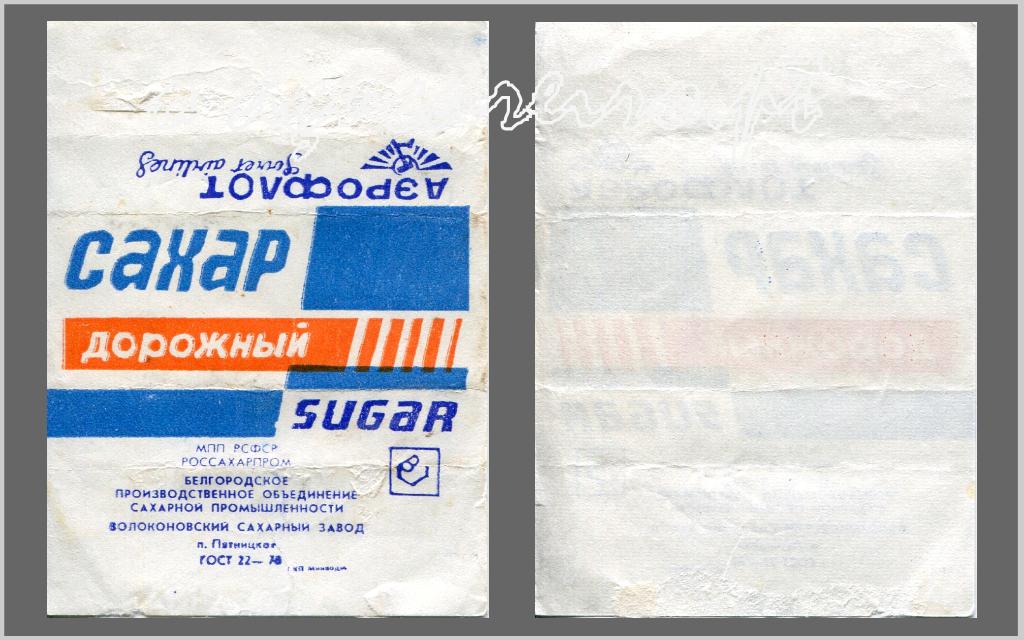 Soviet airlines
АЭРОФЛОТ
сахар
дорожный
SUGAR
МПП РСФСР
РОССАХАРПРОМ
БЕЛГОРОДСКОЕ
ПРОИЗВОДСТВЕННОЕ ОБЪЕДИНЕНИЕ
САХАРНОЙ ПРОМЫШЛЕННОСТИ
ВОЛОКОНОВСКИЙ САХАРНЫЙ ЗАВОД
п. Пятницкое
ГОСТ 22—78